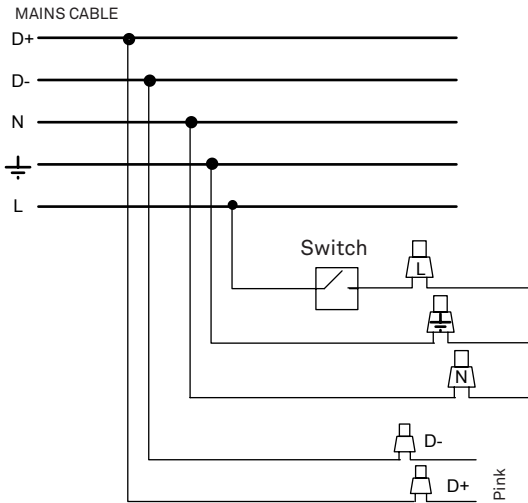 MAINS CABLE
D+
D-
N
L
Switch
L
N
D-
D+
Pink